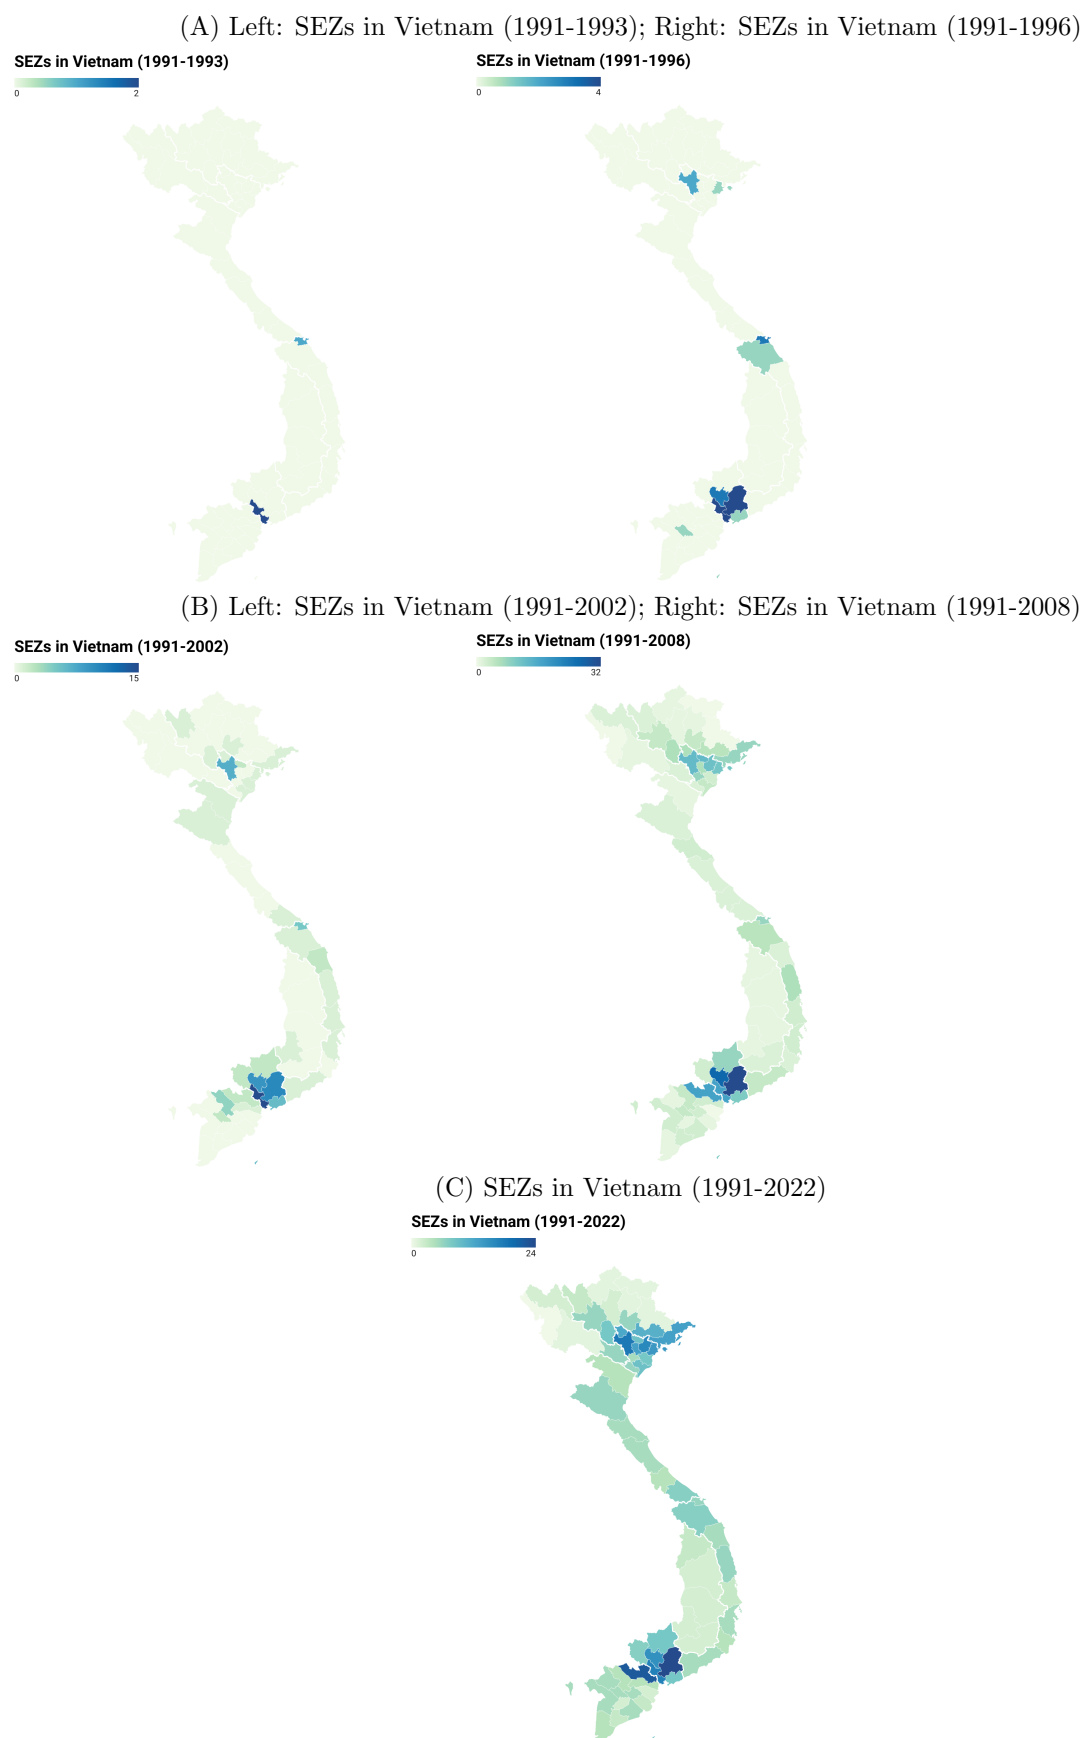 (A) Left: SEZs in Vietnam (1991-1993); Right: SEZs in Vietnam (1991-1996)
SEZs in Vietnam (1991-1993)
0 2
SEZs in Vietnam (1991-1996)
0 4
(B) Left: SEZs in Vietnam (1991-2002); Right: SEZs in Vietnam (1991-2008)
SEZs in Vietnam (1991-2002)
0 15
SEZs in Vietnam (1991-2008)
0 32
(C) SEZs in Vietnam (1991-2022)
SEZs in Vietnam (1991-2022)
0 24